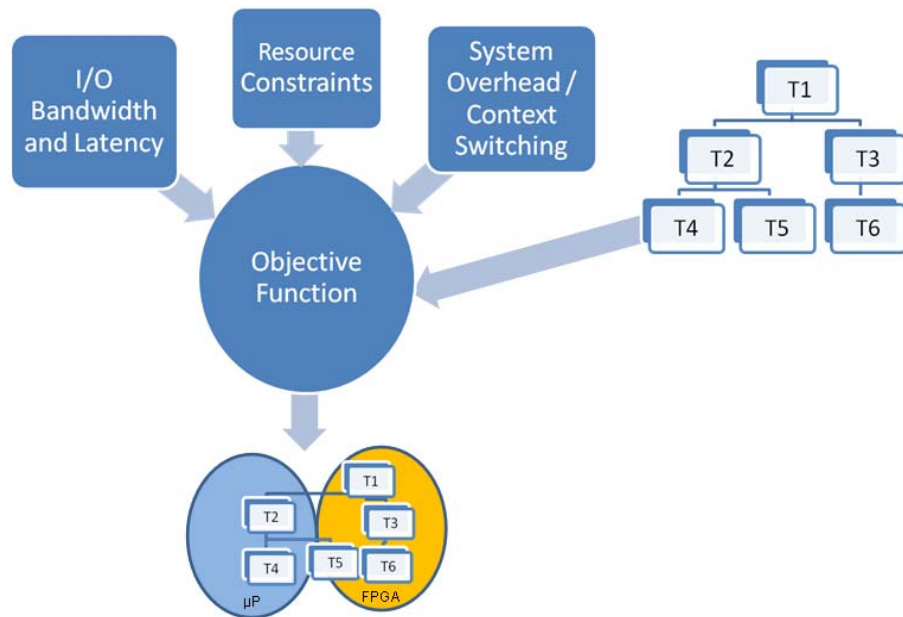 I/O
Bandwidth
and Latency
Resource
Constraints
System
Overhead /
Context
Switching
T1
T2
T3
T4
T5
T6
Objective
Function
T1
T2
T3
T4
T5
T6
µP
FPGA